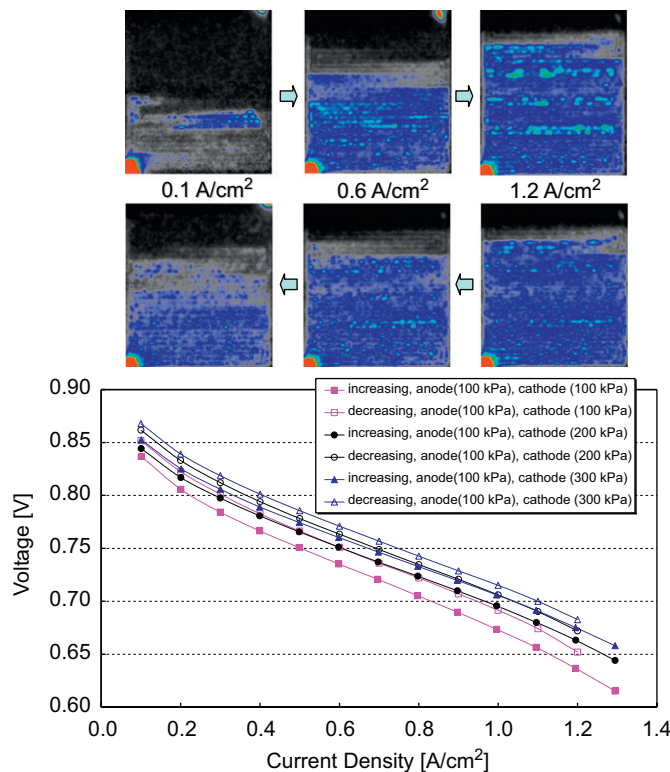 0.1 A/cm² 0.6 A/cm² 1.2 A/cm²
0.90
0.85
0.80
0.75
0.70
0.65
0.60
Voltage [V]
increasing, anode(100 kPa), cathode (100 kPa)
decreasing, anode(100 kPa), cathode (100 kPa)
increasing, anode(100 kPa), cathode (200 kPa)
decreasing, anode(100 kPa), cathode (200 kPa)
increasing, anode(100 kPa), cathode (300 kPa)
decreasing, anode(100 kPa), cathode (300 kPa)
0.0 0.2 0.4 0.6 0.8 1.0 1.2 1.4
Current Density [A/cm²]